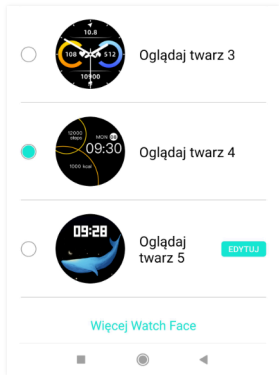 10.8
108
512
10900
Oglądaj twarz 3
12000
steps
MON 28
09:30
1000 kcal
Oglądaj twarz 4
09:28
Oglądaj
twarz 5
EDYTUJ
Więcej Watch Face